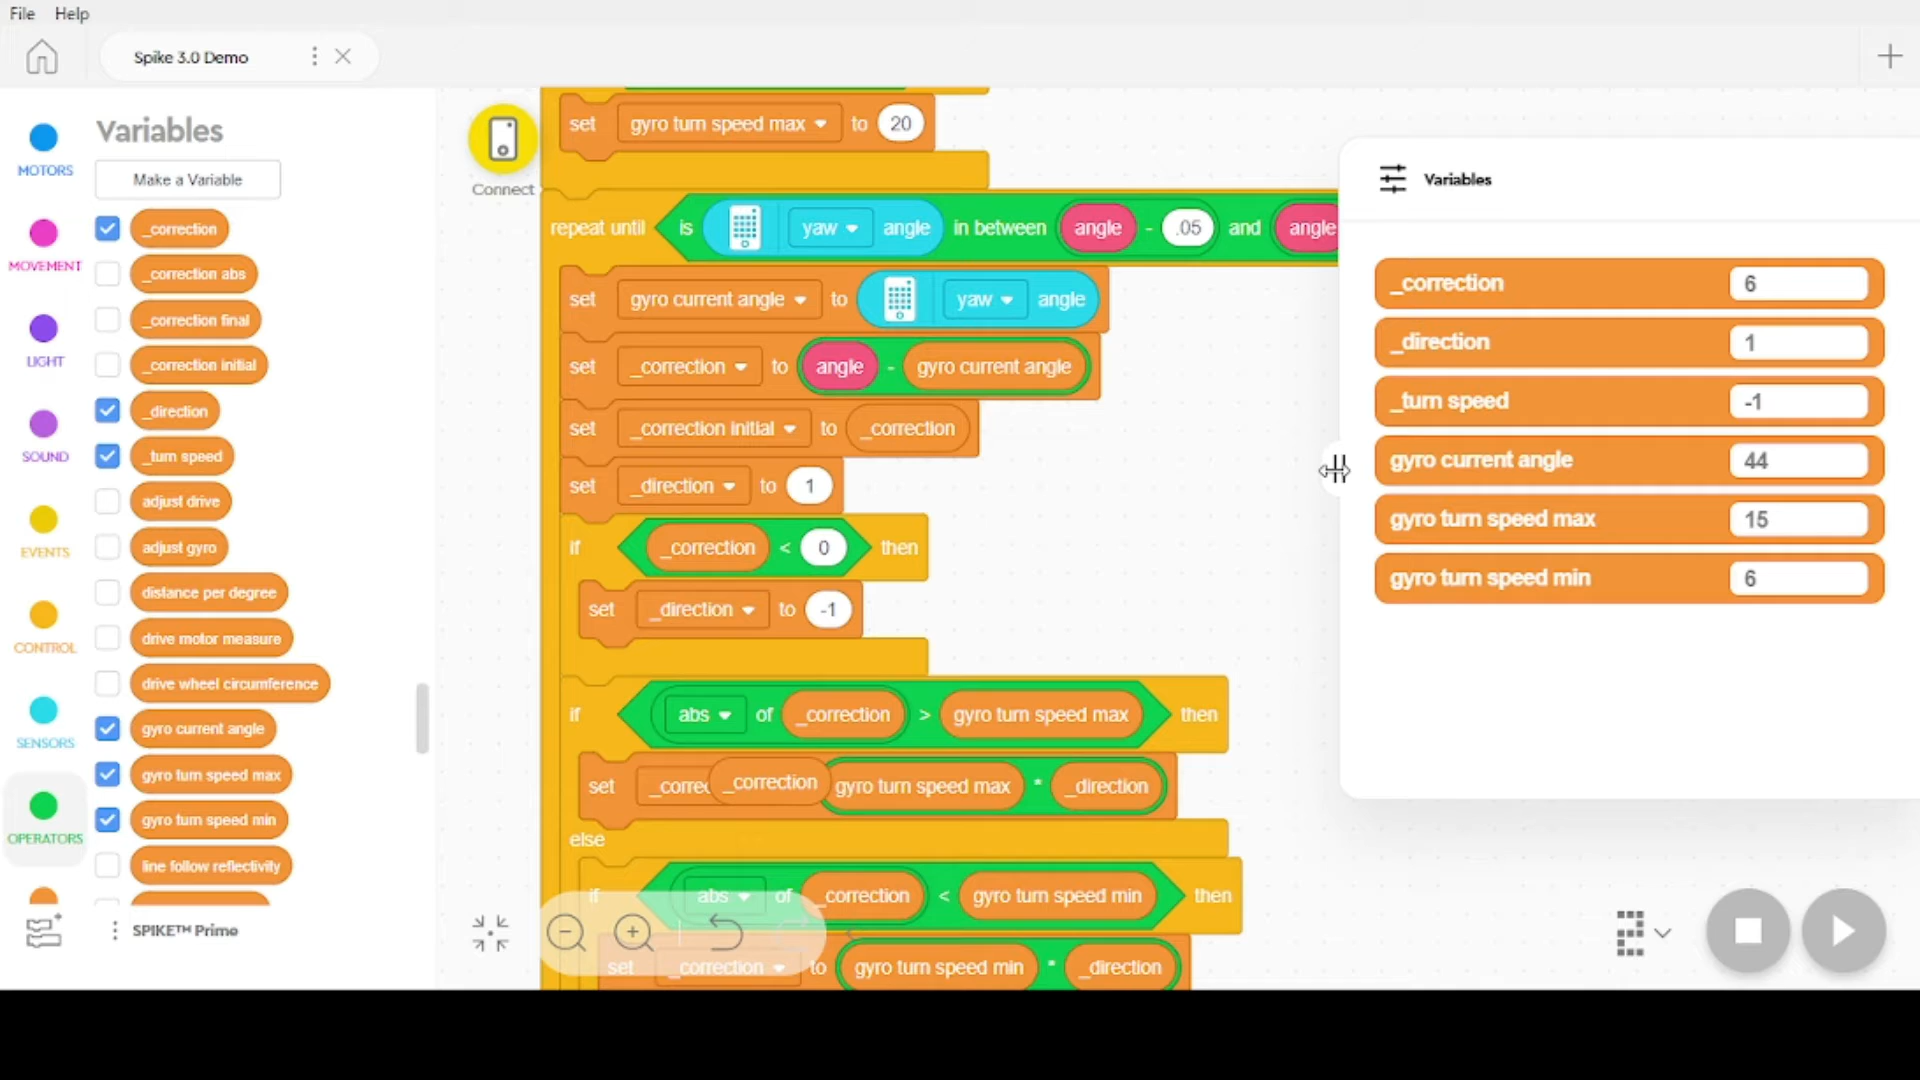 File Help
Spike 3.0 Demo
MOTORS
MOVEMENT
LIGHT
SOUND
EVENTS
CONTROL
SENSORS
OPERATORS
Variables
Make a Variable
_correction
_correction abs
_correction final
_correction initial
_direction
_turn speed
adjust drive
adjust gyro
distance per degree
drive motor measure
drive wheel circumference
gyro current angle
gyro turn speed max
gyro turn speed min
line follow reflectivity
SPIKE™ Prime
Connect
set gyro turn speed max to 20
repeat until is yaw angle in between angle - .05 and angle
set gyro current angle to yaw angle
set _correction to angle - gyro current angle
set _correction initial to _correction
set _direction to 1
if _correction < 0 then
set _direction to -1
if abs of _correction > gyro turn speed max then
set _correc _correction gyro turn speed max * _direction
else
if abs of _correction < gyro turn speed min then
set _correction to gyro turn speed min * _direction
Variables
_correction 6
_direction 1
_turn speed -1
gyro current angle 44
gyro turn speed max 15
gyro turn speed min 6